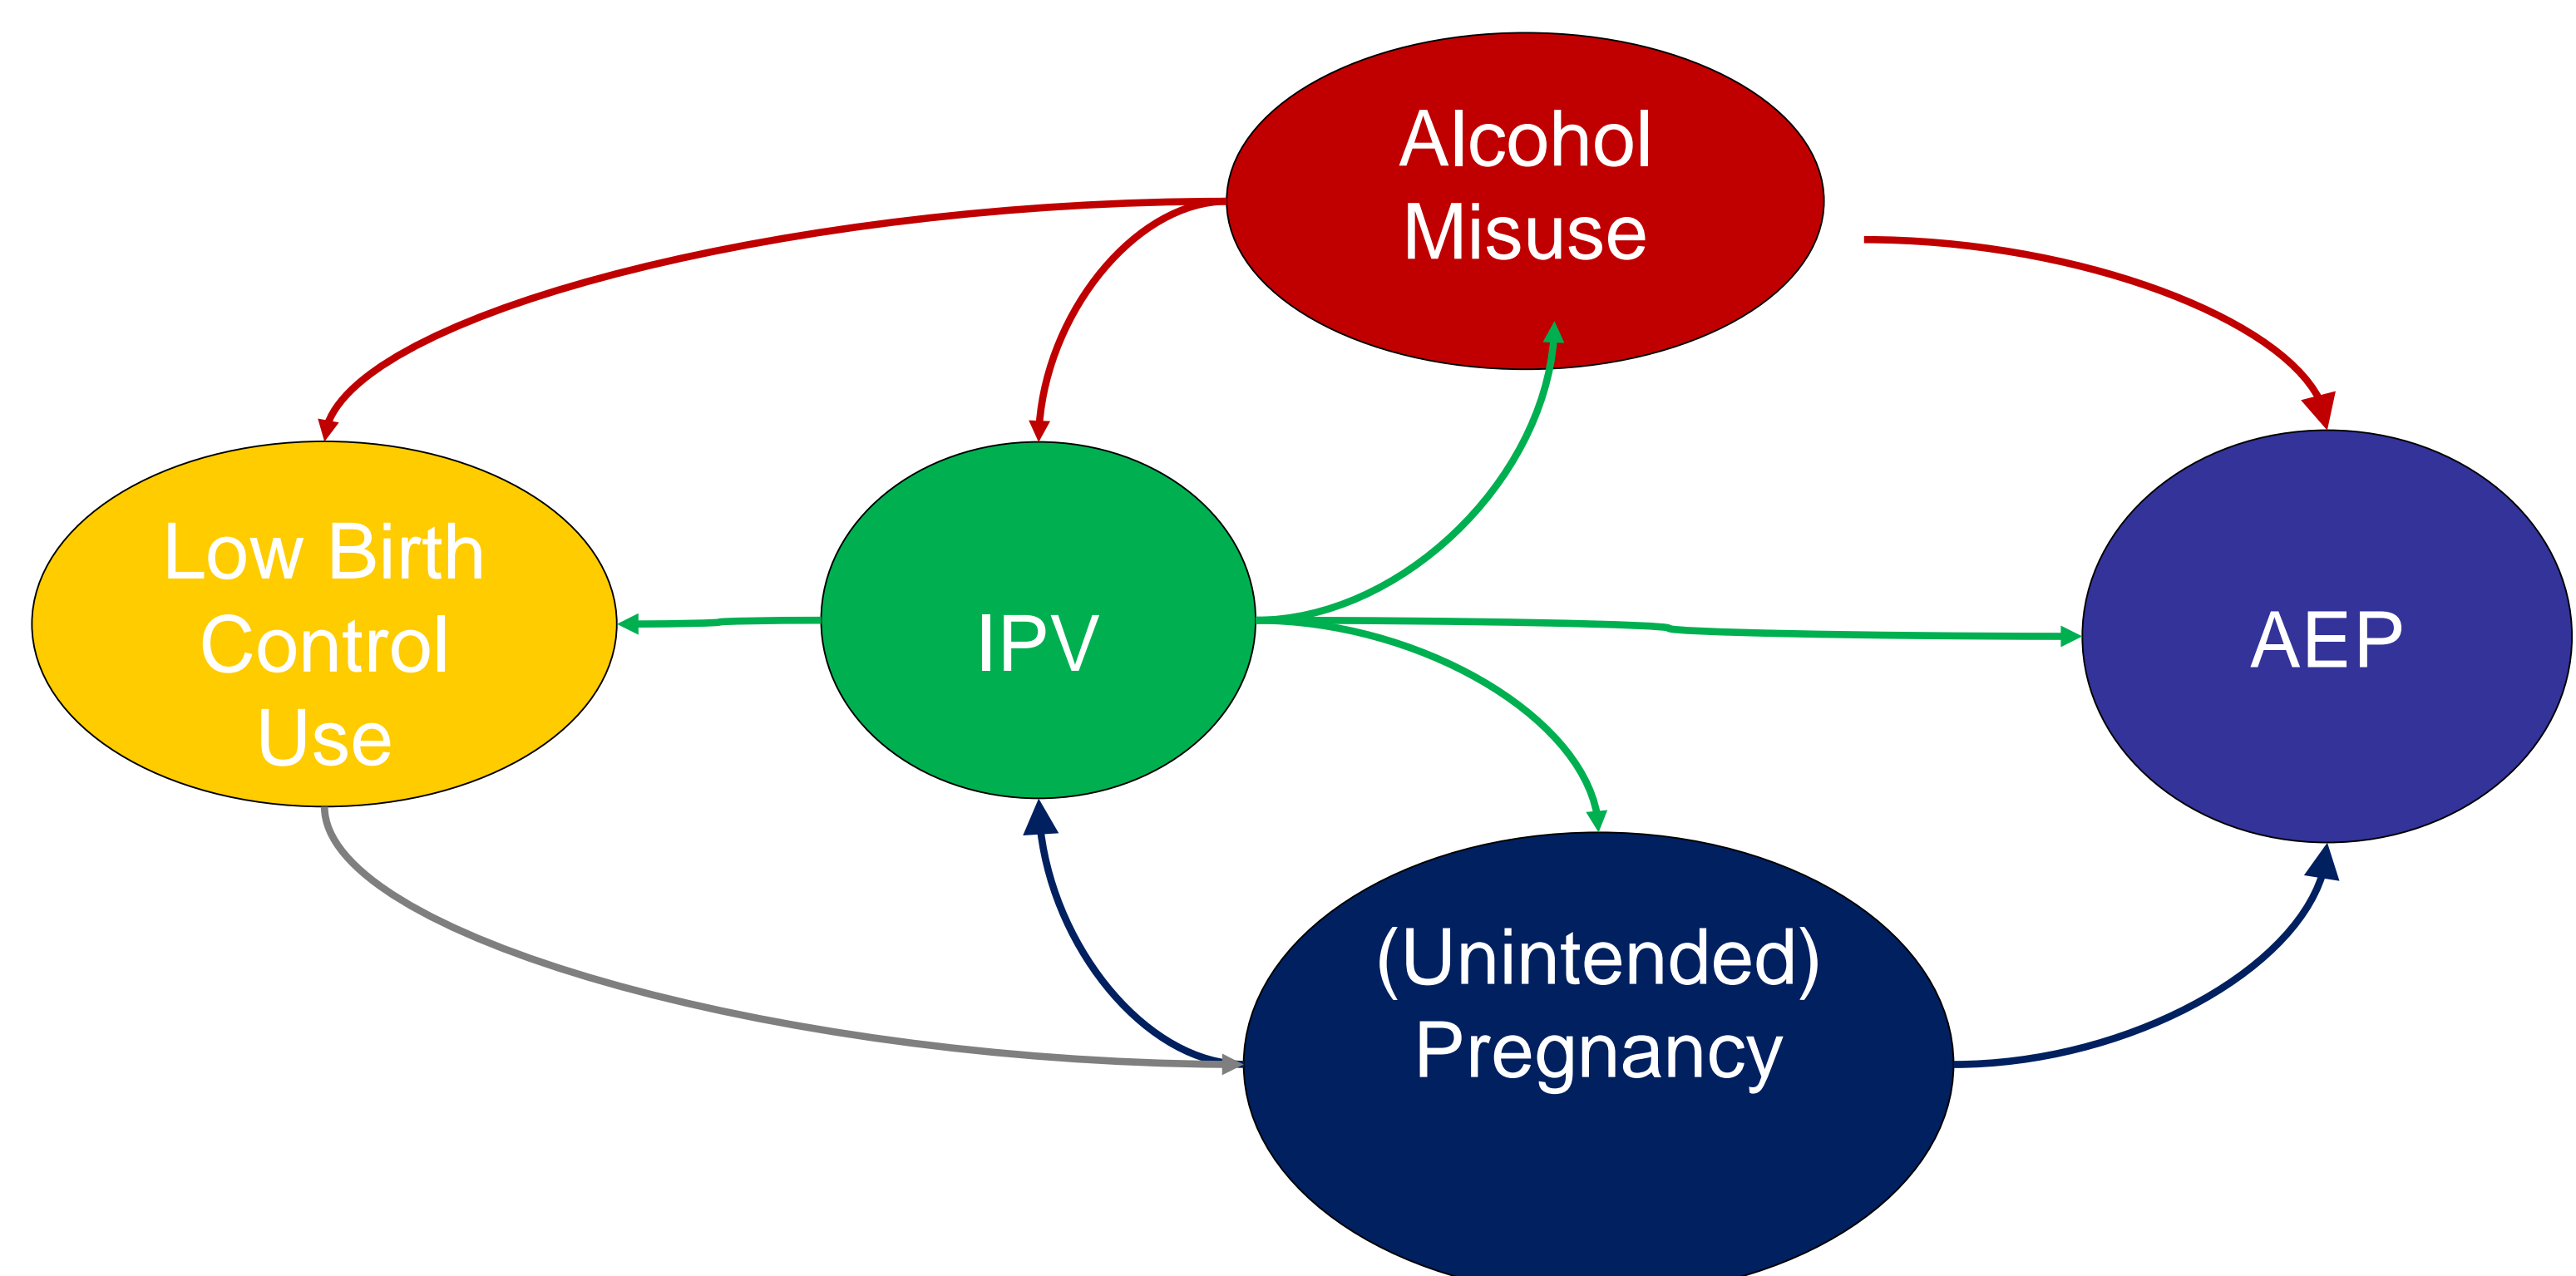 Alcohol
Misuse
Low Birth
Control
Use
IPV
AEP
(Unintended)
Pregnancy